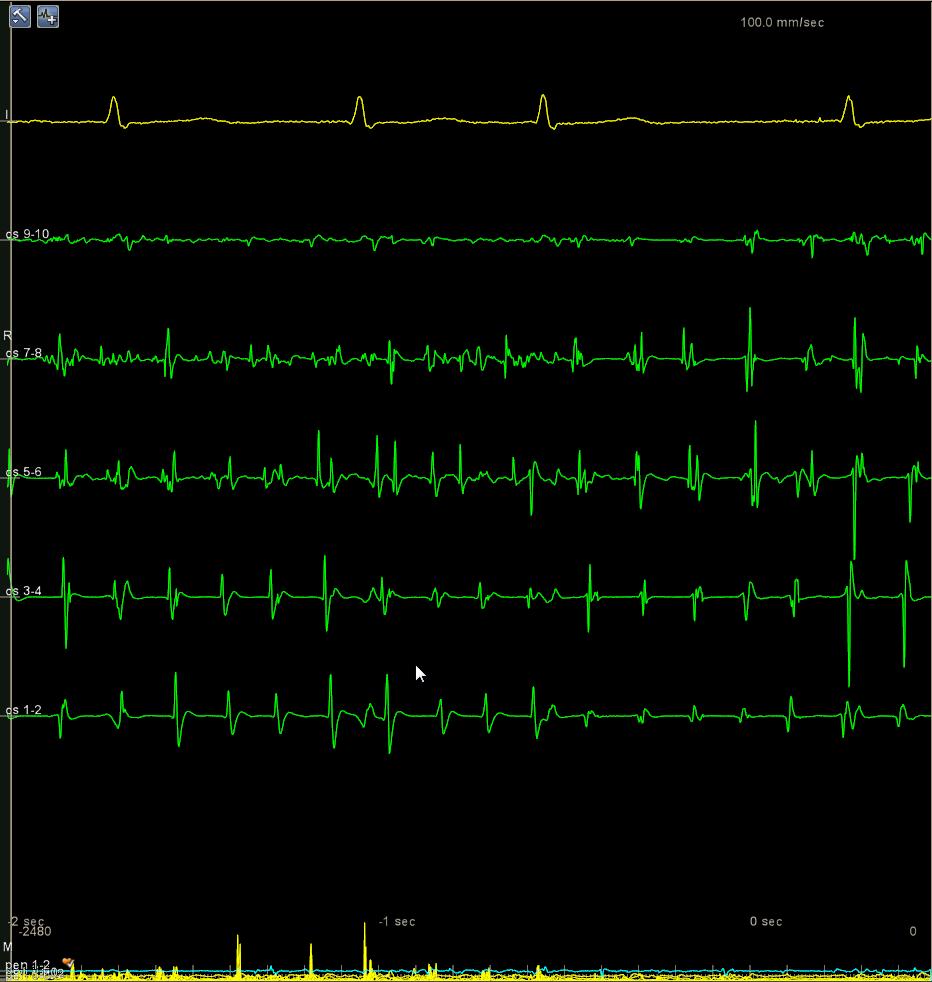 100.0 mm/sec
I
cs 9-10
R
cs 7-8
cs 5-6
cs 3-4
cs 1-2
-2 sec
-1 sec
0 sec
-2480
0
M
pen 1-2